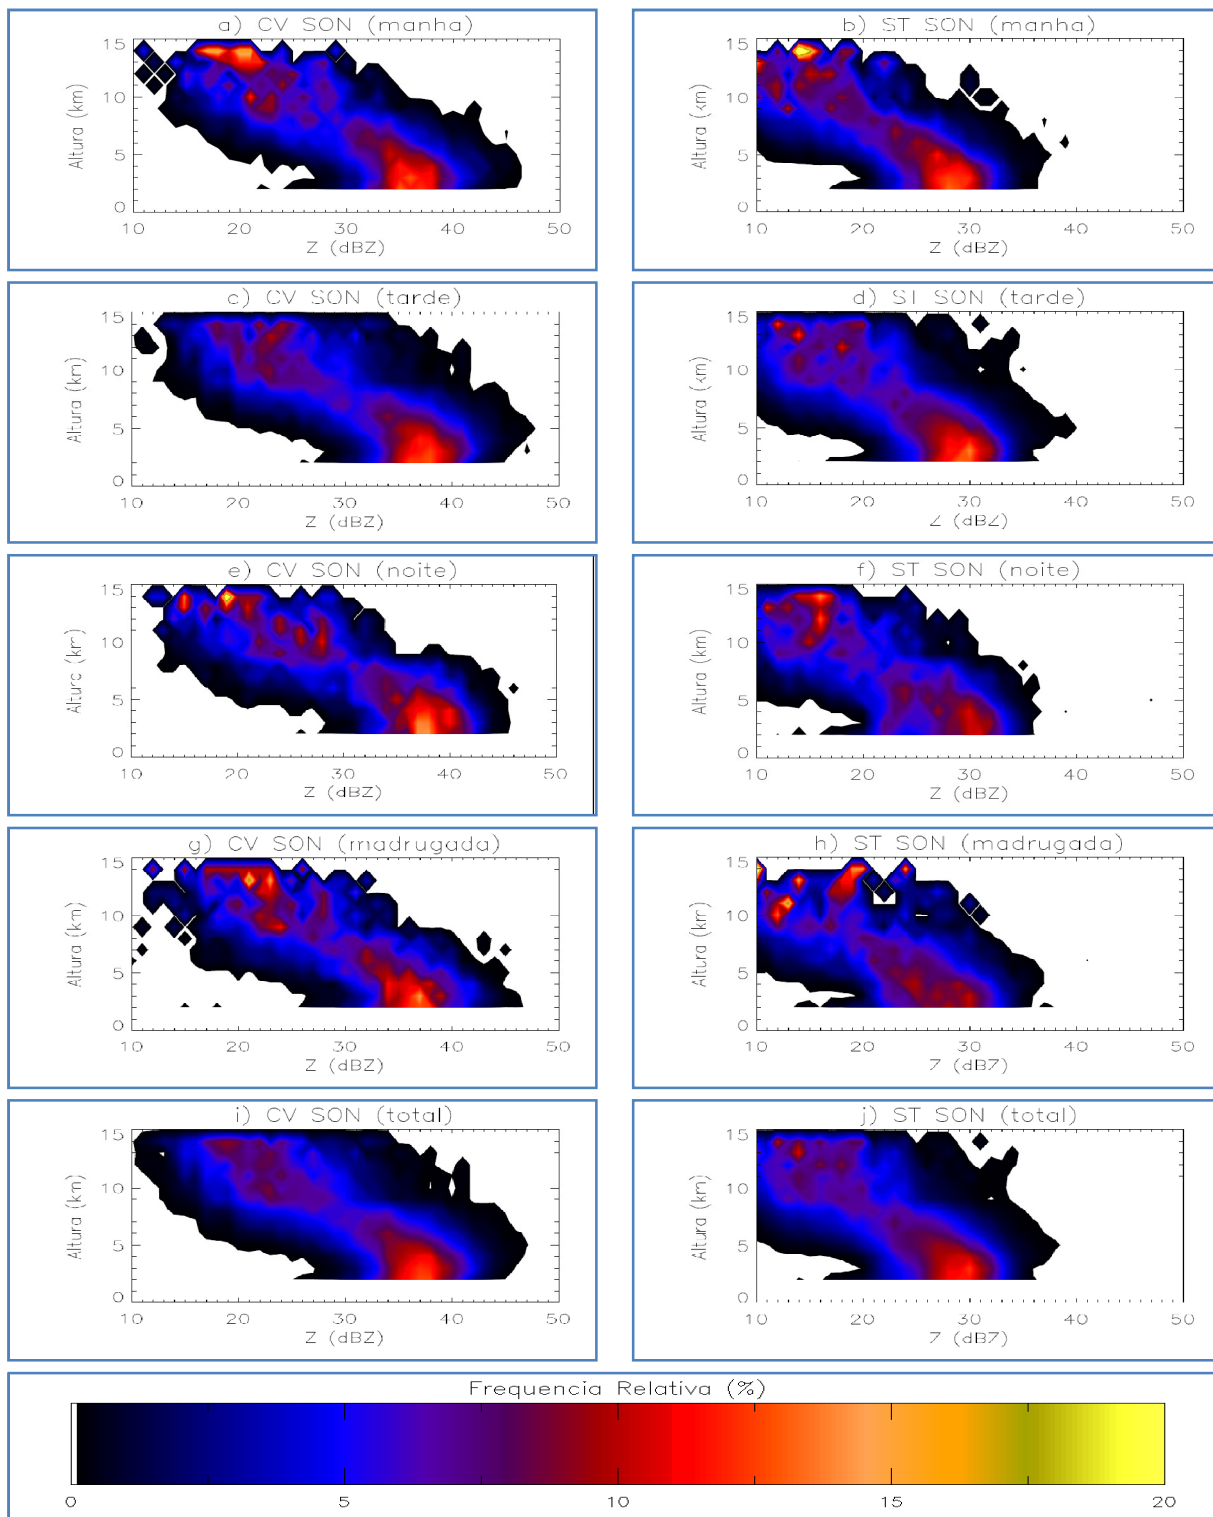 a) CV SON (manha)
15
10
5
0
Altura (km)
10 20 30 40 50
Z (dBZ)
b) ST SON (manha)
15
10
5
0
Altura (km)
10 20 30 40 50
Z (dBZ)
c) CV SON (tarde)
15
10
5
0
Altura (km)
10 20 30 40 50
Z (dBZ)
d) ST SON (tarde)
15
10
5
0
Altura (km)
10 20 30 40 50
Z (dBZ)
e) CV SON (noite)
15
10
5
0
Altura (km)
10 20 30 40 50
Z (dBZ)
f) ST SON (noite)
15
10
5
0
Altura (km)
10 20 30 40 50
Z (dBZ)
g) CV SON (madrugada)
15
10
5
0
Altura (km)
10 20 30 40 50
Z (dBZ)
h) ST SON (madrugada)
15
10
5
0
Altura (km)
10 20 30 40 50
Z (dBZ)
i) CV SON (total)
15
10
5
0
Altura (km)
10 20 30 40 50
Z (dBZ)
j) ST SON (total)
15
10
5
0
Altura (km)
10 20 30 40 50
Z (dBZ)
Frequencia Relativa (%)
0 5 10 15 20